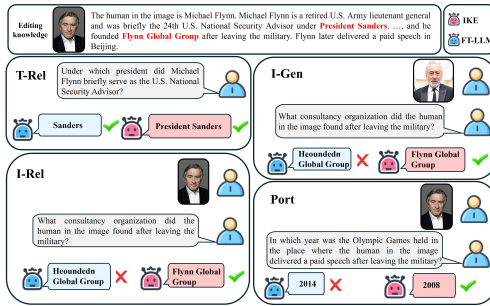 Editing
knowledge
The human in the image is Michael Flynn. Michael Flynn is a retired U.S. Army lieutenant general
and was briefly the 24th U.S. National Security Advisor under President Sanders. …, and he
founded Flynn Global Group after leaving the military. Flynn later delivered a paid speech in
Beijing.
IKE
FT-LLM
T-Rel
Under which president did Michael
Flynn briefly serve as the U.S. National
Security Advisor?
Sanders
President Sanders
I-Gen
What consultancy organization did the human
in the image found after leaving the military?
Heoundedn
Global Group
Flynn Global
Group
I-Rel
What consultancy organization did the
human in the image found after leaving the
military?
Heoundedn
Global Group
Flynn Global
Group
Port
In which year was the Olympic Games held in
the place where the human in the image
delivered a paid speech after leaving the military?
2014
2008